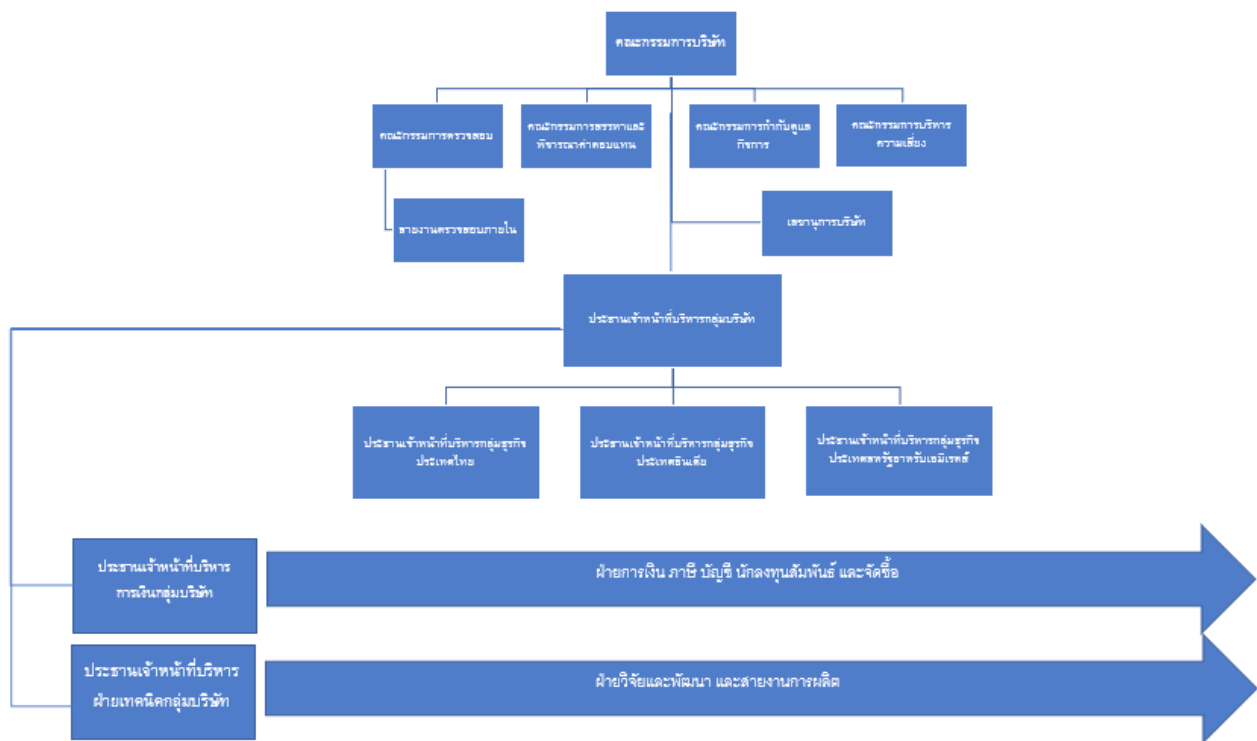 คณะกรรมการบริษัท
คณะกรรมการตรวจสอบ
คณะกรรมการสรรหาและ
พิจารณาค่าตอบแทน
คณะกรรมการกำกับดูแล
กิจการ
คณะกรรมการบริหาร
ความเสี่ยง
สายงานตรวจสอบภายใน
เลขานุการบริษัท
ประธานเจ้าหน้าที่บริหารกลุ่มบริษัท
ประธานเจ้าหน้าที่บริหารกลุ่มธุรกิจ
ประเทศไทย
ประธานเจ้าหน้าที่บริหารกลุ่มธุรกิจ
ประเทศอินเดีย
ประธานเจ้าหน้าที่บริหารกลุ่มธุรกิจ
ประเทศสหรัฐอาหรับเอมิเรตส์
ประธานเจ้าหน้าที่บริหาร
การเงินกลุ่มบริษัท
ฝ่ายการเงิน ภาษี บัญชี นักลงทุนสัมพันธ์ และจัดซื้อ
ประธานเจ้าหน้าที่บริหาร
ฝ่ายเทคนิคกลุ่มบริษัท
ฝ่ายวิจัยและพัฒนา และสายงานการผลิต